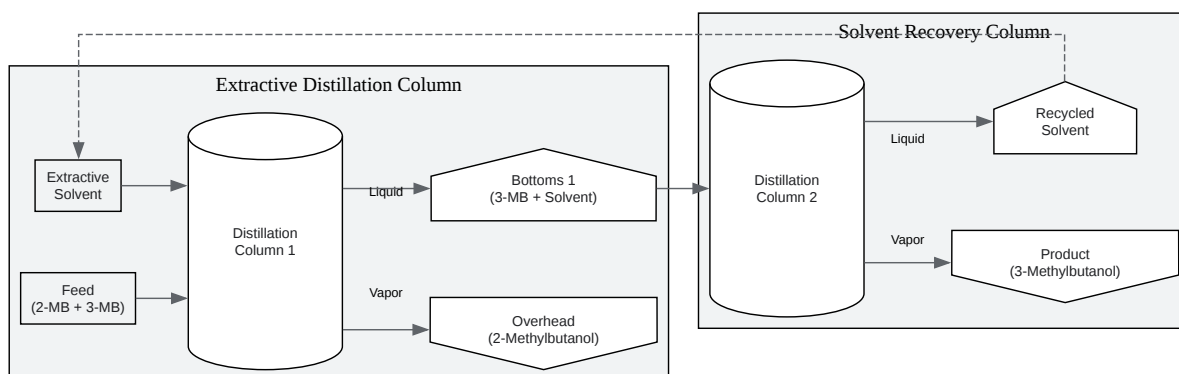 Solvent Recovery Column
Extractive Distillation Column
Extractive
Solvent
Feed
(2-MB + 3-MB)
Distillation
Column 1
Liquid
Bottoms 1
(3-MB + Solvent)
Vapor
Overhead
(2-Methylbutanol)
Distillation
Column 2
Liquid
Recycled
Solvent
Vapor
Product
(3-Methylbutanol)